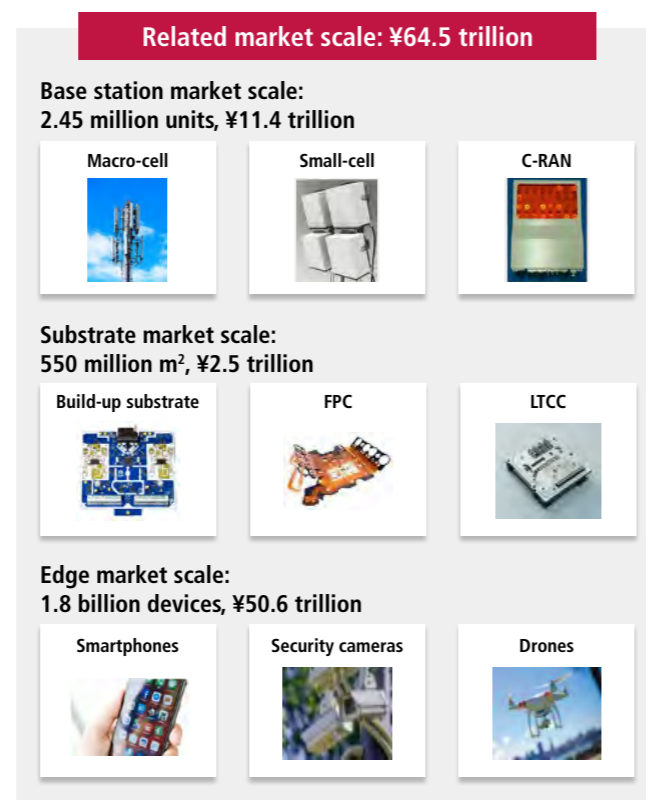 Related market scale: ¥64.5 trillion
Base station market scale:
2.45 million units, ¥11.4 trillion
Macro-cell
Small-cell
C-RAN
Substrate market scale:
550 million m², ¥2.5 trillion
Build-up substrate
FPC
LTCC
Edge market scale:
1.8 billion devices, ¥50.6 trillion
Smartphones
Security cameras
Drones